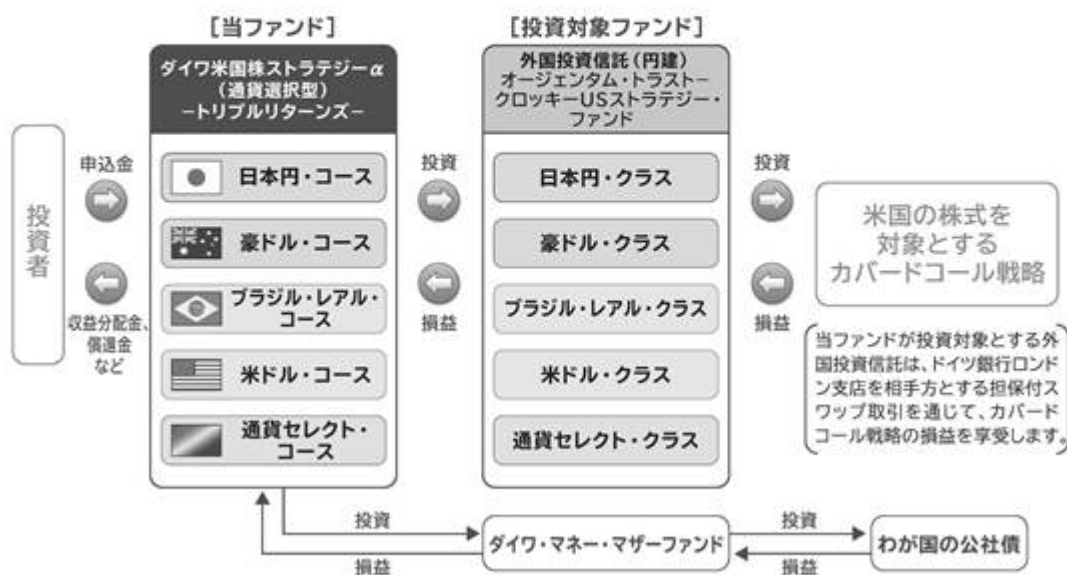 [当ファンド]
ダイワ米国株ストラテジーα
(通貨選択型)
ートリプルリターンズー
[投資対象ファンド]
外国投資信託(円建)
オージェンタム・トラストー
クロッキーUSストラテジー・
ファンド
投資者
申込金
収益分配金、
償還金
など
日本円・コース
豪ドル・コース
ブラジル・レアル・
コース
米ドル・コース
通貨セレクト・
コース
投資
損益
日本円・クラス
豪ドル・クラス
ブラジル・レアル・クラス
米ドル・クラス
通貨セレクト・クラス
投資
損益
米国の株式を
対象とする
カバードコール戦略
当ファンドが投資対象とする外
国投資信託は、ドイツ銀行ロンド
ン支店を相手方とする担保付ス
ワップ取引を通じて、カバード
コール戦略の損益を享受します。
投資
損益
ダイワ・マネー・マザーファンド
投資
損益
わが国の公社債